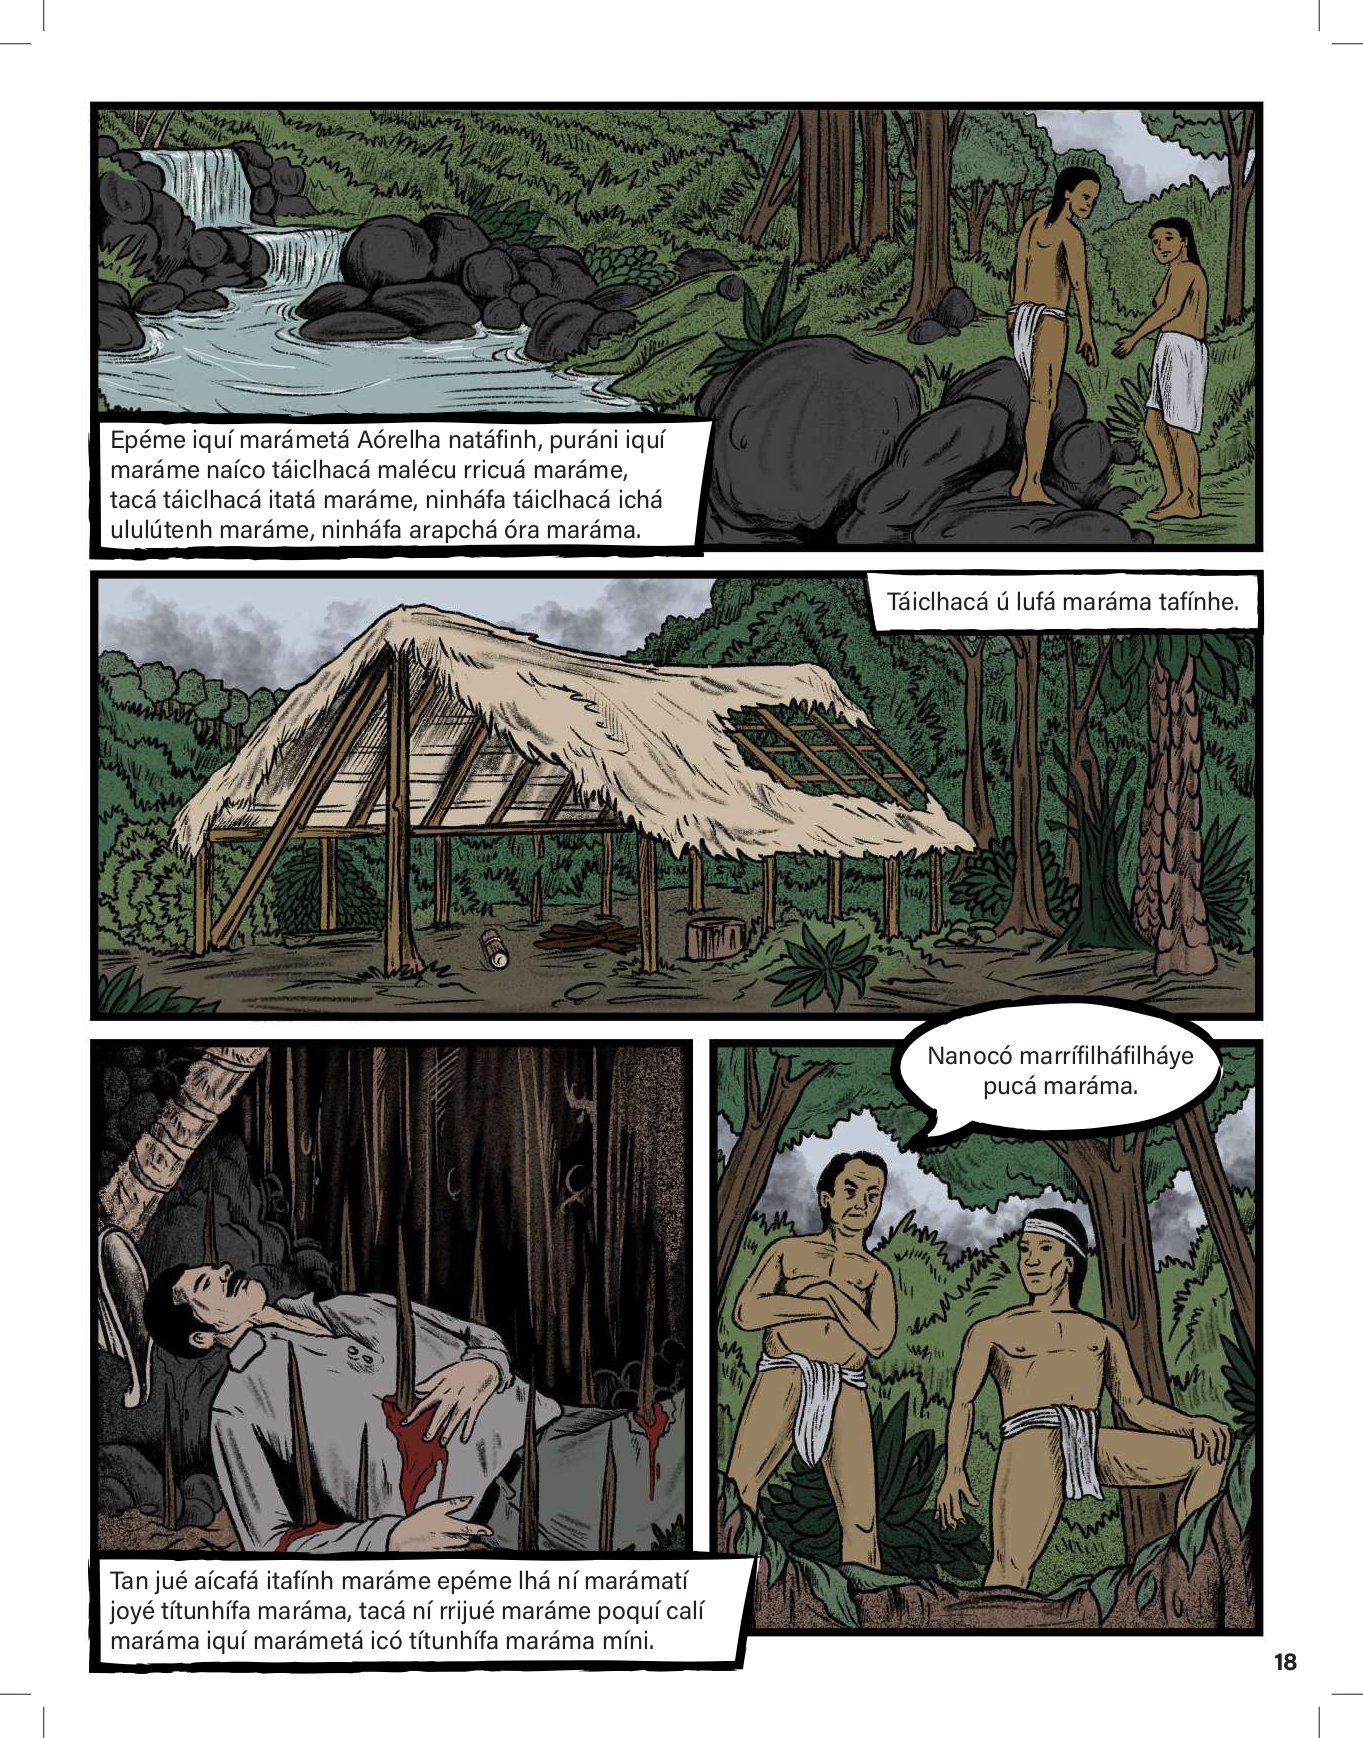 Epéme iquí marámetá Aórelha natáfinh, puráni iquí
maráme naíco táiclhacá malécu rricuá maráme,
tacá táiclhacá itatá maráme, ninháfa táiclhacá ichá
ululútenh maráme, ninháfa arapchá óra maráma.
Táiclhacá ú lufá maráma tafínhe.
Nanocó marrífilháfilháye
pucá maráma.
Tan jué aícafá itafính maráme epéme lhá ní marámatí
joyé títunhífa maráma, tacá ní rrijué maráme poquí calí
maráma iquí marámetá icó títunhífa maráma míni.
18